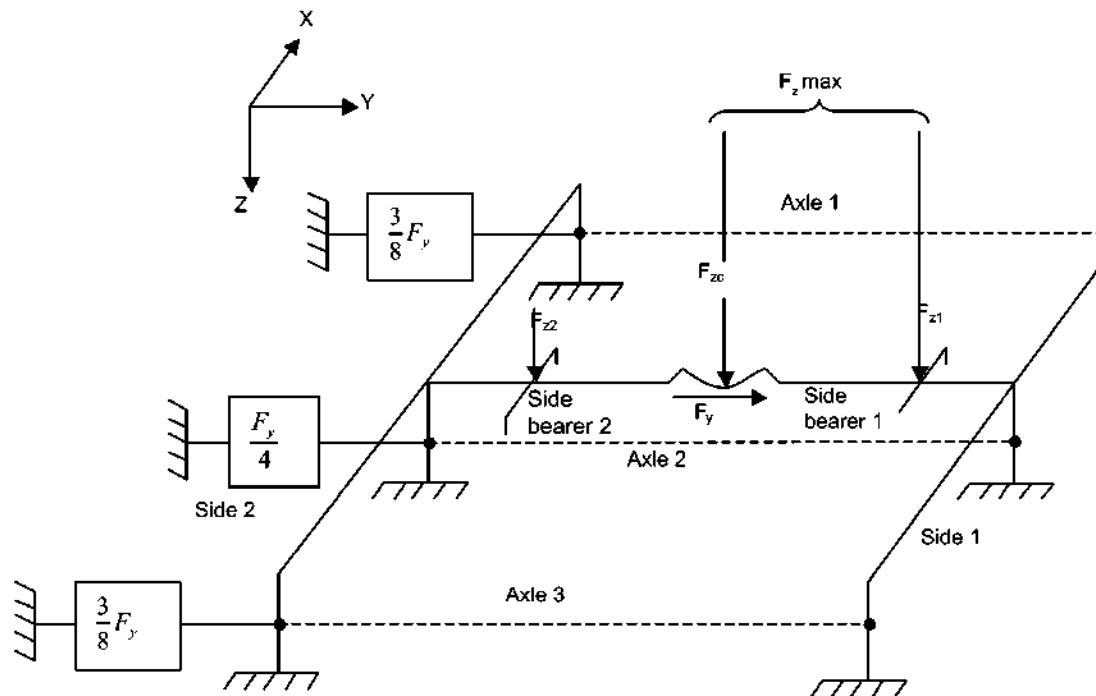 X
Y
Z
F_z max
Axle 1
3/8 F_y
F_zc
F_z2
F_z1
Side
bearer 2
F_y
Side
bearer 1
F_y/4
Axle 2
Side 2
Side 1
3/8 F_y
Axle 3